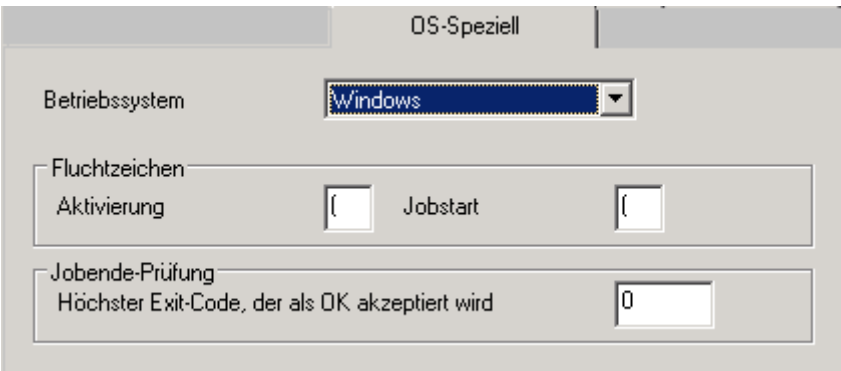 OS-Speziell
Betriebssystem Windows
Fluchtzeichen
Aktivierung ( Jobstart (
Jobende-Prüfung
Höchster Exit-Code, der als OK akzeptiert wird 0